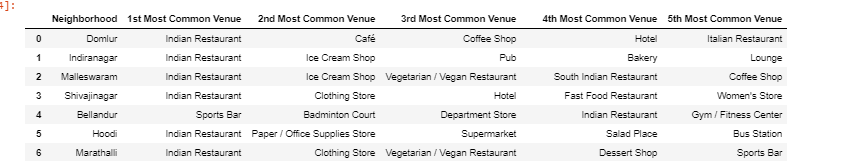 4]:
Neighborhood 1st Most Common Venue 2nd Most Common Venue 3rd Most Common Venue 4th Most Common Venue 5th Most Common Venue
0 Domlur Indian Restaurant Café Coffee Shop Hotel Italian Restaurant
1 Indiranagar Indian Restaurant Ice Cream Shop Pub Bakery Lounge
2 Malleswaram Indian Restaurant Ice Cream Shop Vegetarian / Vegan Restaurant South Indian Restaurant Coffee Shop
3 Shivajinagar Indian Restaurant Clothing Store Hotel Fast Food Restaurant Women's Store
4 Bellandur Sports Bar Badminton Court Department Store Indian Restaurant Gym / Fitness Center
5 Hoodi Indian Restaurant Paper / Office Supplies Store Supermarket Salad Place Bus Station
6 Marathalli Indian Restaurant Clothing Store Vegetarian / Vegan Restaurant Dessert Shop Sports Bar